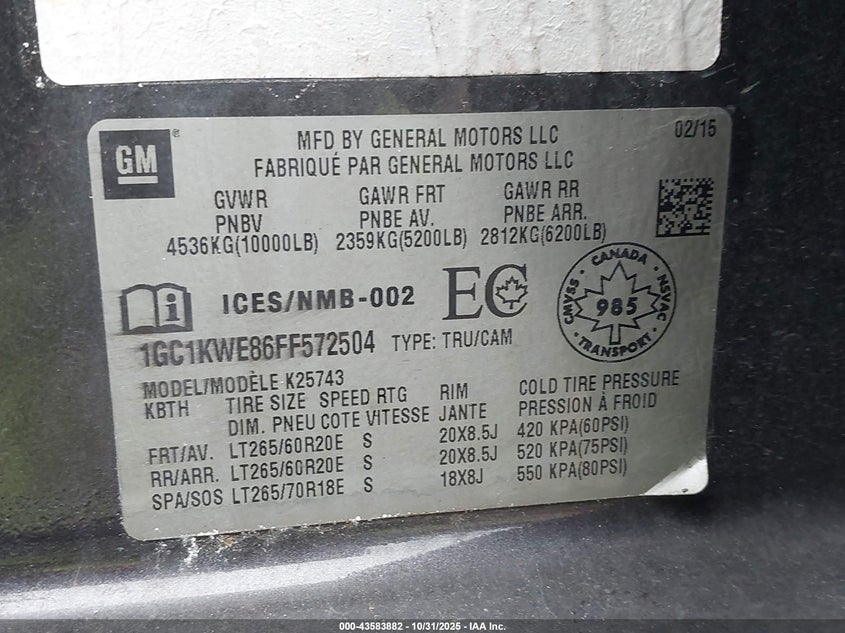 GM
®
MFD BY GENERAL MOTORS LLC
02/15
FABRIQUÉ PAR GENERAL MOTORS LLC
GVWR GAWR FRT GAWR RR
PNBV PNBE AV. PNBE ARR.
4536KG(10000LB) 2359KG(5200LB) 2812KG(6200LB)
i ICES/NMB-002 EC
CANADA
CMVSS 985 NSVAC
TRANSPORT
1GC1KWE86FF572504 TYPE: TRU/CAM
MODEL/MODÈLE K25743
KBTH TIRE SIZE SPEED RTG RIM COLD TIRE PRESSURE
DIM. PNEU COTE VITESSE JANTE PRESSION À FROID
FRT/AV. LT265/60R20E S 20X8.5J 420 KPA(60PSI)
RR/ARR. LT265/60R20E S 20X8.5J 520 KPA(75PSI)
SPA/SOS LT265/70R18E S 18X8J 550 KPA(80PSI)
000-43583882 - 10/31/2025 - IAA Inc.